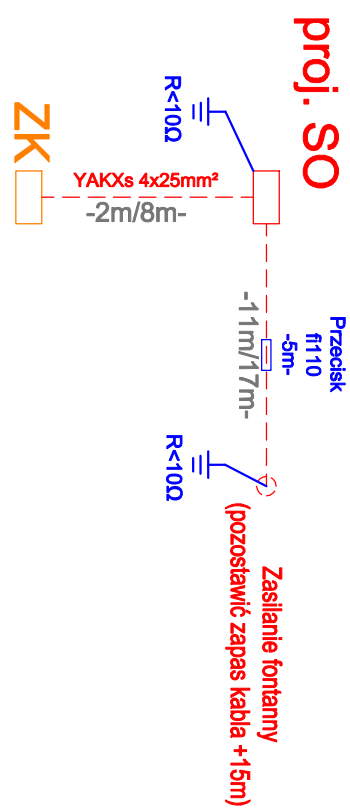 proj. SO
R<10Ω
ZK
YAKXs 4x25mm²
-2m/8m-
Przecisk
fi110
-5m-
-11m/17m-
R<10Ω
Zasilanie fontanny
(pozostawić zapas kabla +15m)